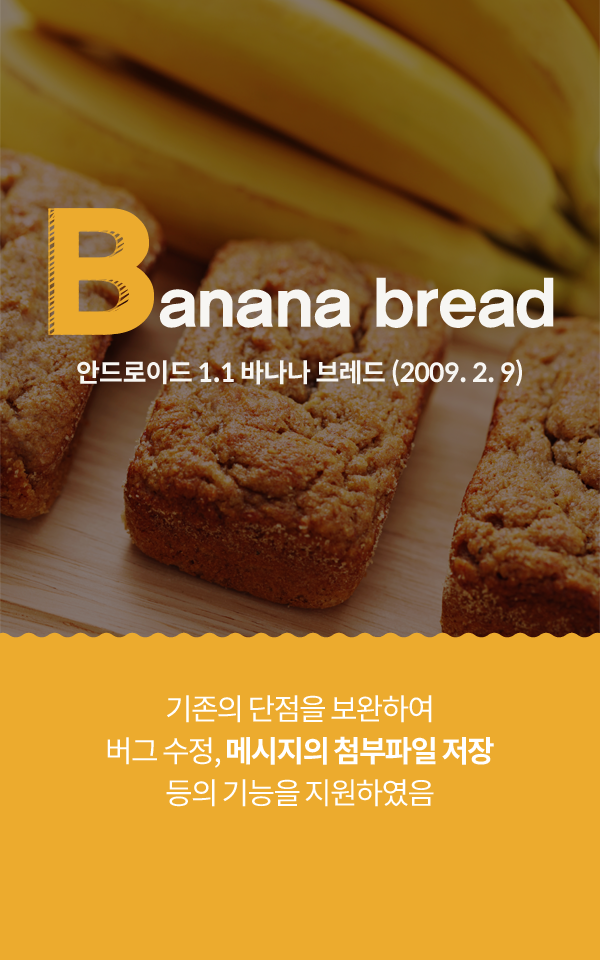 Banana bread
안드로이드 1.1 바나나 브레드 (2009. 2. 9)
기존의 단점을 보완하여
버그 수정, 메시지의 첨부파일 저장
등의 기능을 지원하였음